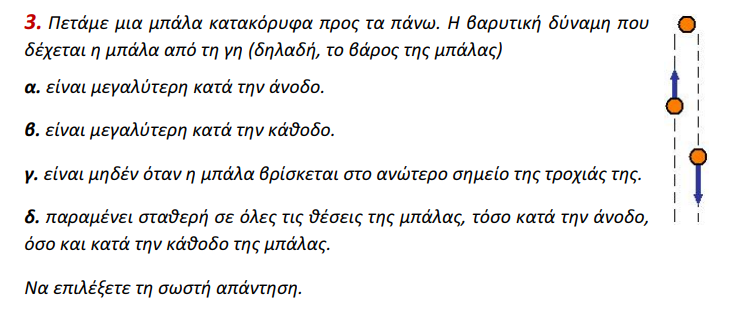 3. Πετάμε μια μπάλα κατακόρυφα προς τα πάνω. Η βαρυτική δύναμη που
δέχεται η μπάλα από τη γη (δηλαδή, το βάρος της μπάλας)
α. είναι μεγαλύτερη κατά την άνοδο.
β. είναι μεγαλύτερη κατά την κάθοδο.
γ. είναι μηδέν όταν η μπάλα βρίσκεται στο ανώτερο σημείο της τροχιάς της.
δ. παραμένει σταθερή σε όλες τις θέσεις της μπάλας, τόσο κατά την άνοδο,
όσο και κατά την κάθοδο της μπάλας.
Να επιλέξετε τη σωστή απάντηση.